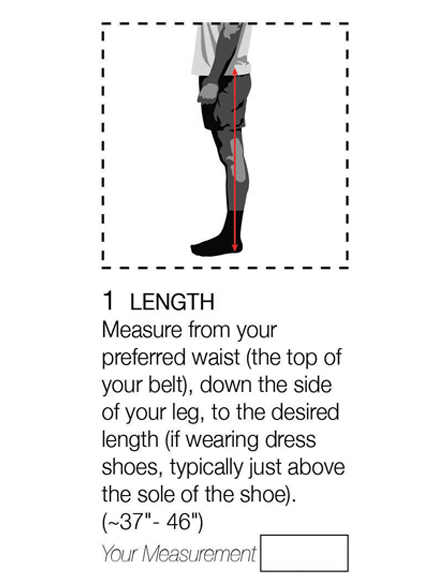 1 LENGTH
Measure from your
preferred waist (the top of
your belt), down the side
of your leg, to the desired
length (if wearing dress
shoes, typically just above
the sole of the shoe).
(~37"- 46")
Your Measurement